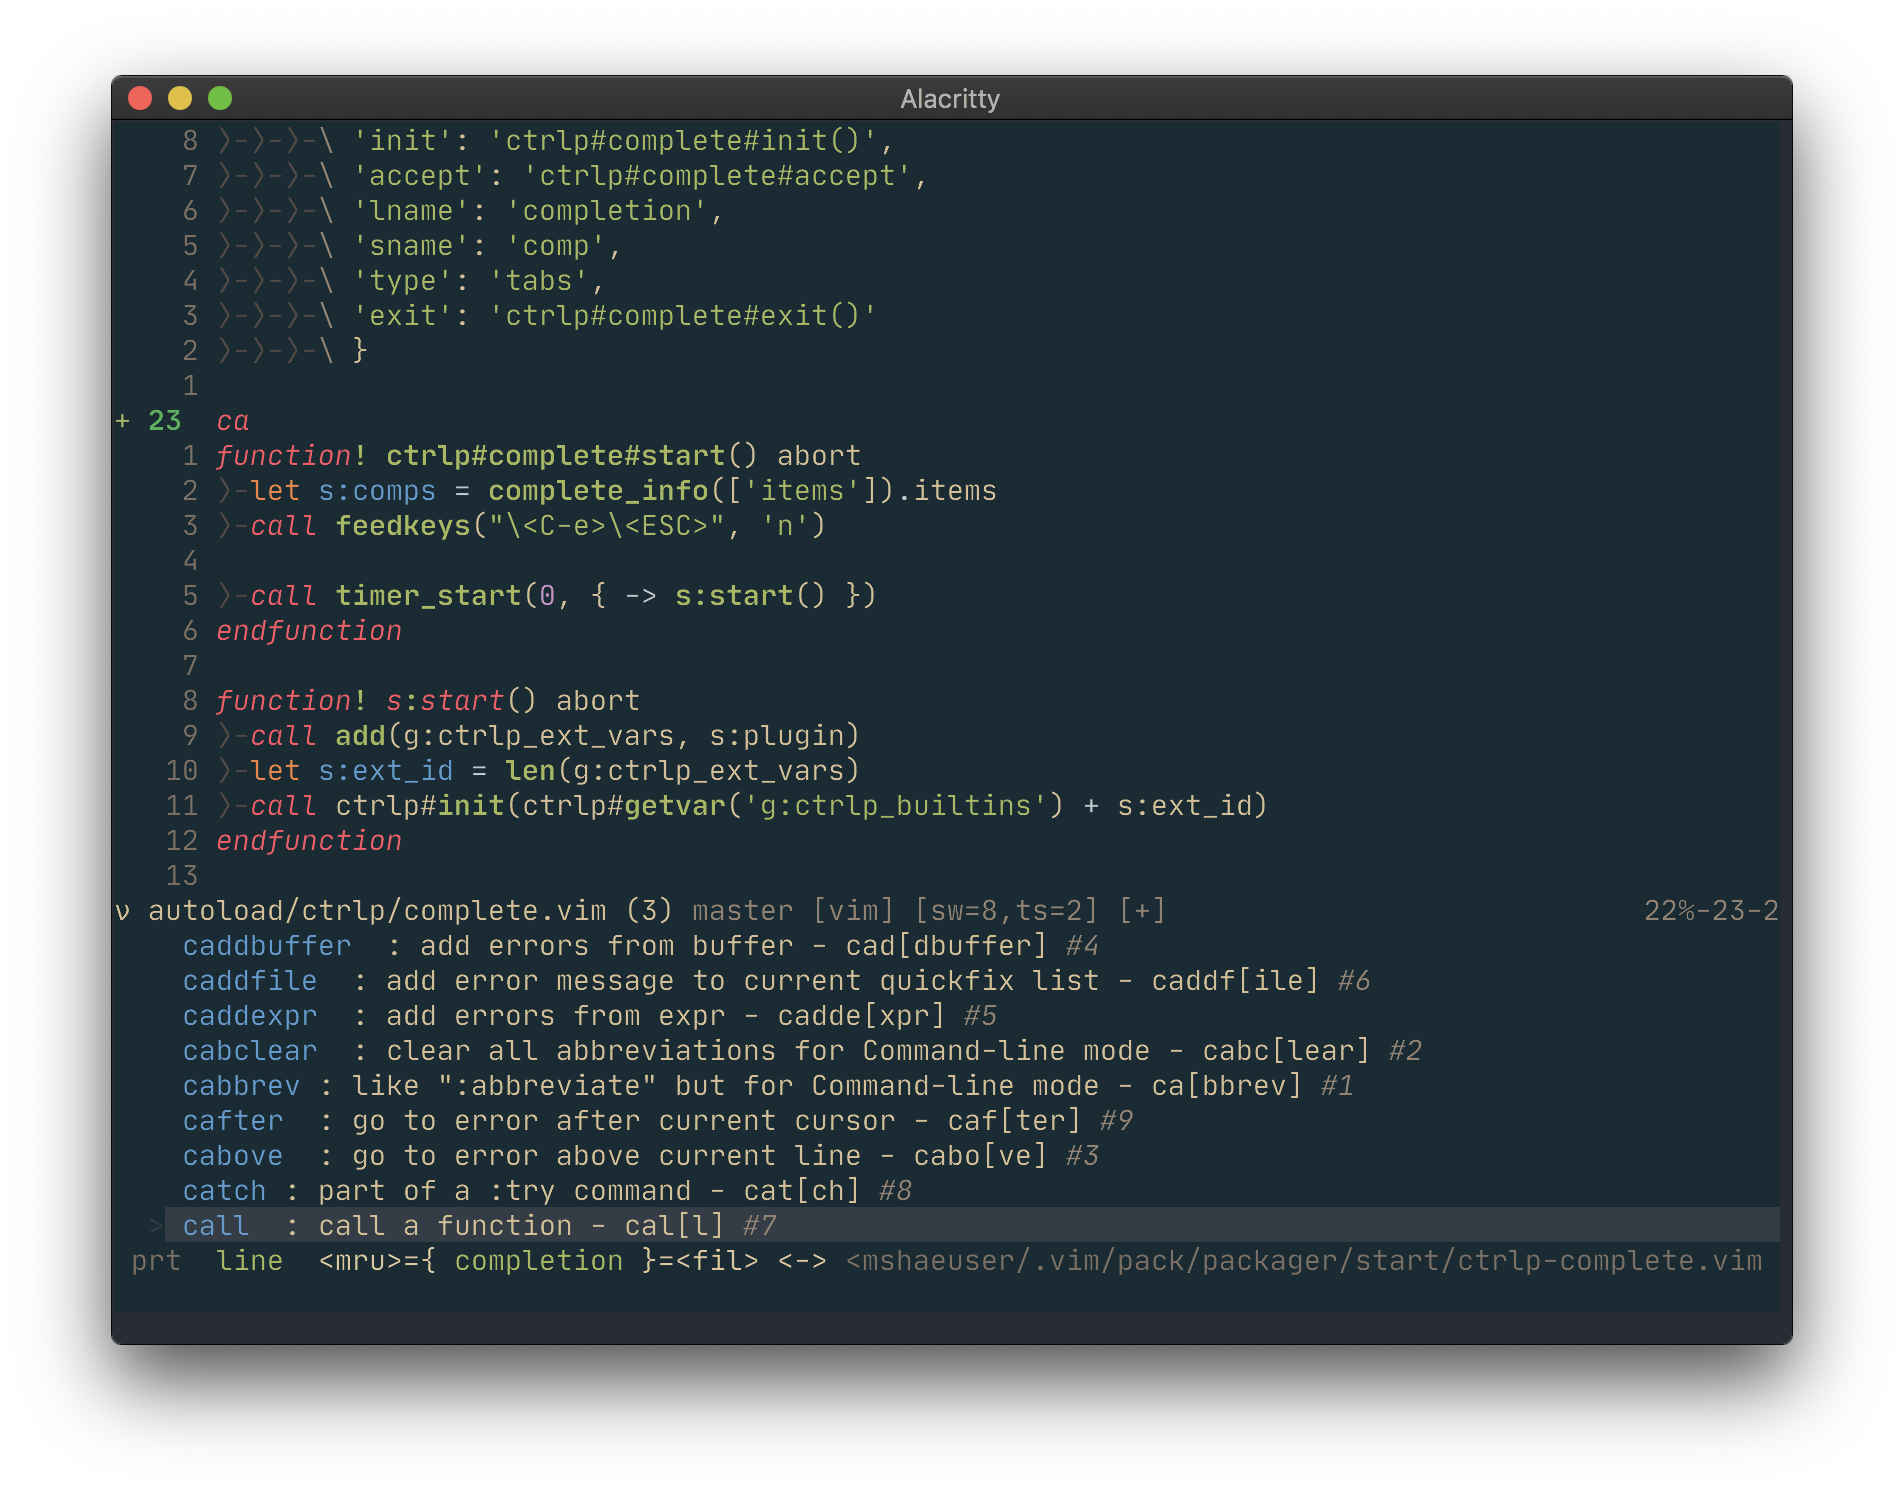 Alacritty
8 〉-〉-〉-\ 'init': 'ctrlp#complete#init()',
7 〉-〉-〉-\ 'accept': 'ctrlp#complete#accept',
6 〉-〉-〉-\ 'lname': 'completion',
5 〉-〉-〉-\ 'sname': 'comp',
4 〉-〉-〉-\ 'type': 'tabs',
3 〉-〉-〉-\ 'exit': 'ctrlp#complete#exit()'
2 〉-〉-〉-\ }
1
+ 23 ca
1 function! ctrlp#complete#start() abort
2 〉-let s:comps = complete_info(['items']).items
3 〉-call feedkeys("\<C-e>\<ESC>", 'n')
4
5 〉-call timer_start(0, { -> s:start() })
6 endfunction
7
8 function! s:start() abort
9 〉-call add(g:ctrlp_ext_vars, s:plugin)
10 〉-let s:ext_id = len(g:ctrlp_ext_vars)
11 〉-call ctrlp#init(ctrlp#getvar('g:ctrlp_builtins') + s:ext_id)
12 endfunction
13
ν autoload/ctrlp/complete.vim (3) master [vim] [sw=8,ts=2] [+] 22%-23-2
caddbuffer : add errors from buffer - cad[dbuffer] #4
caddfile : add error message to current quickfix list - caddf[ile] #6
caddexpr : add errors from expr - cadde[xpr] #5
cabclear : clear all abbreviations for Command-line mode - cabc[lear] #2
cabbrev : like ":abbreviate" but for Command-line mode - ca[bbrev] #1
cafter : go to error after current cursor - caf[ter] #9
cabove : go to error above current line - cabo[ve] #3
catch : part of a :try command - cat[ch] #8
> call : call a function - cal[l] #7
prt line <mru>={ completion }=<fil> <-> <mshaeuser/.vim/pack/packager/start/ctrlp-complete.vim